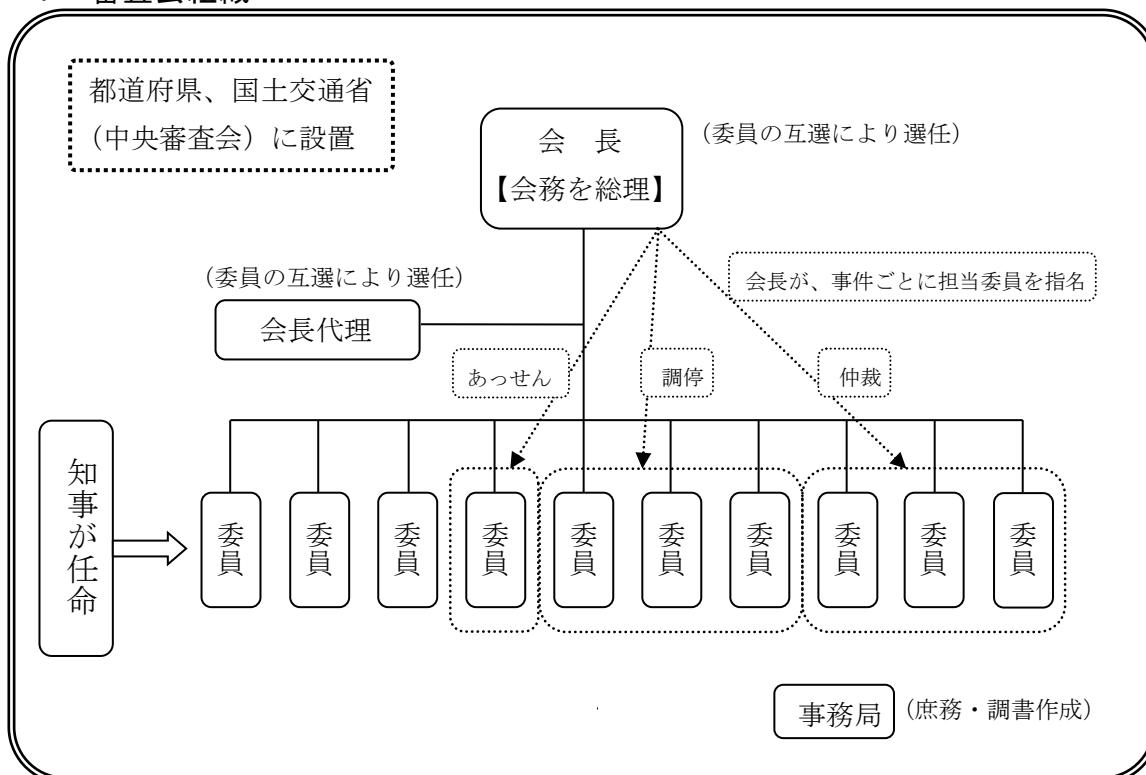 都道府県、国土交通省
（中央審査会）に設置
会　長
【会務を総理】
（委員の互選により選任）
（委員の互選により選任）
会長代理
会長が、事件ごとに担当委員を指名
あっせん
調停
仲裁
知事が任命
委員
委員
委員
委員
委員
委員
委員
委員
委員
委員
事務局
（庶務・調書作成）